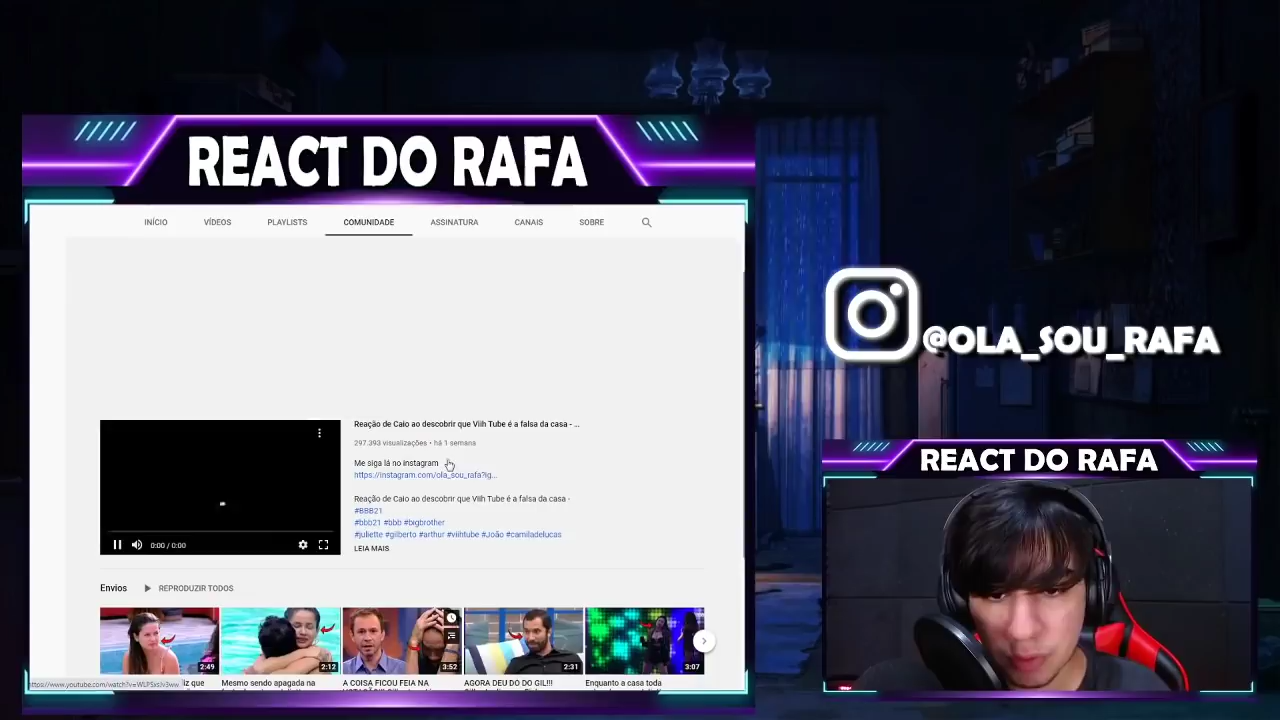 REACT DO RAFA
INÍCIO VÍDEOS PLAYLISTS COMUNIDADE ASSINATURA CANAIS SOBRE
@OLA_SOU_RAFA
Reação de Caio ao descobrir que Viih Tube é a falsa da casa - ...
297.393 visualizações • há 1 semana
Me siga lá no instagram
https://instagram.com/ola_sou_rafa?ig...
Reação de Caio ao descobrir que Viih Tube é a falsa da casa -
#BBB21
#bbb21 #bbb #bigbrother
#juliette #gilberto #arthur #viihtube #João #camiladelucas
LEIA MAIS
0:00 / 0:00
REACT DO RAFA
Envios REPRODUZIR TODOS
2:49 2:12 3:52 2:31 3:07
iz que Mesmo sendo apagada na A COISA FICOU FEIA NA AGORA DEU DO DO GIL!!! Enquanto a casa toda